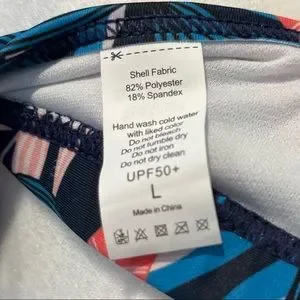 Shell Fabric
82% Polyester
18% Spandex
Hand wash cold water
with liked color
Do not bleach
Do not tumble dry
Do not iron
Do not dry clean
UPF50+
L
Made in China